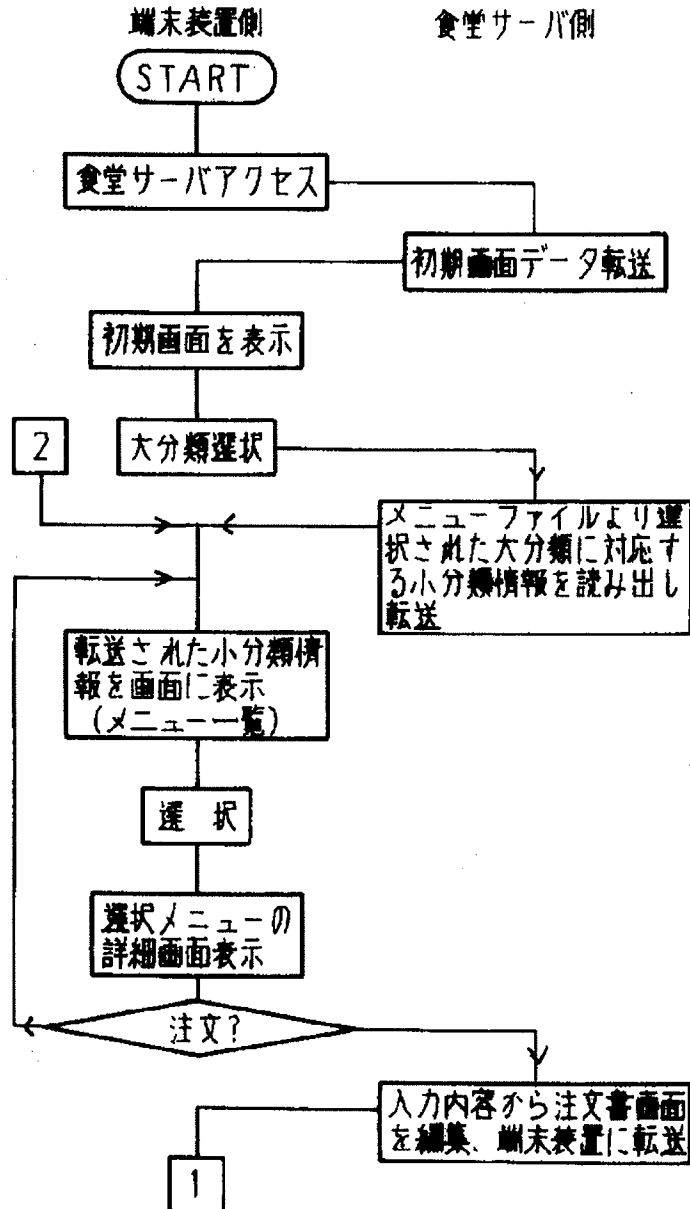 端末装置側
食堂サーバ側
START
食堂サーバアクセス
初期画面データ転送
初期画面を表示
2
大分類選択
メニューファイルより選
択された大分類に対応す
る小分類情報を読み出し
転送
転送された小分類情
報を画面に表示
(メニュー一覧)
選 択
選択メニューの
詳細画面表示
注文?
入力内容から注文書画面
を編集、端末装置に転送
1